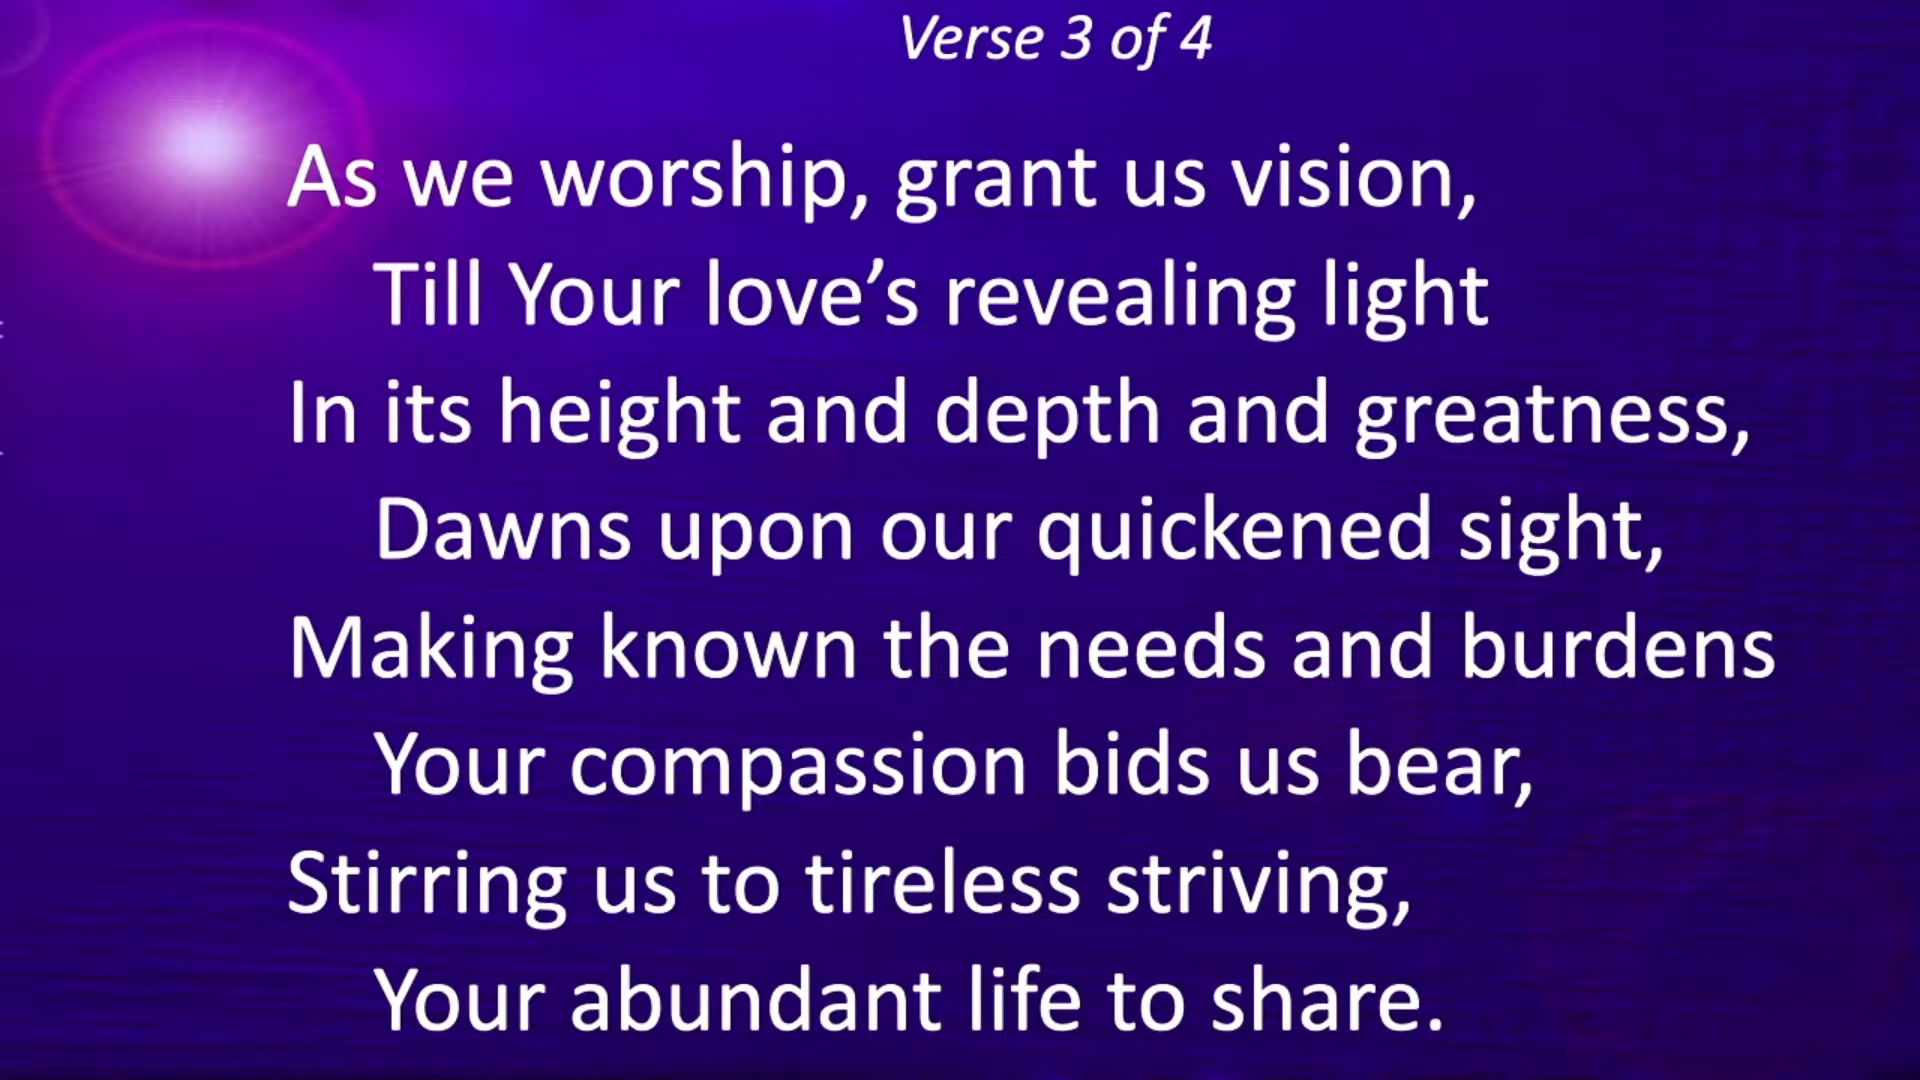 Verse 3 of 4
As we worship, grant us vision,
Till Your love’s revealing light
In its height and depth and greatness,
Dawns upon our quickened sight,
Making known the needs and burdens
Your compassion bids us bear,
Stirring us to tireless striving,
Your abundant life to share.